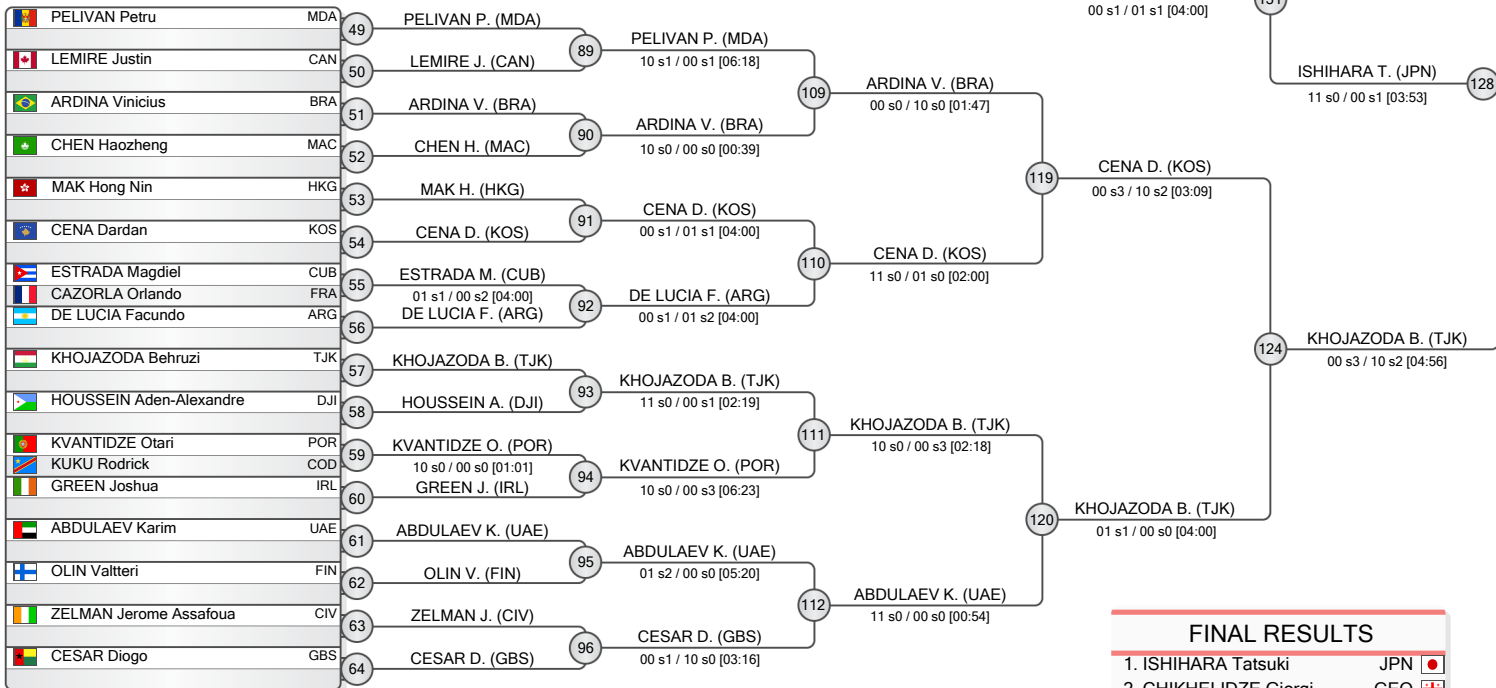 PELIVAN Petru MDA
LEMIRE Justin CAN
ARDINA Vinicius BRA
CHEN Haozheng MAC
MAK Hong Nin HKG
CENA Dardan KOS
ESTRADA Magdiel CUB
CAZORLA Orlando FRA
DE LUCIA Facundo ARG
KHOJAZODA Behruzi TJK
HOUSSEIN Aden-Alexandre DJI
KVANTIDZE Otari POR
KUKU Rodrick COD
GREEN Joshua IRL
ABDULAEV Karim UAE
OLIN Valtteri FIN
ZELMAN Jerome Assafoua CIV
CESAR Diogo GBS
49
50
51
52
53
54
55
56
57
58
59
60
61
62
63
64
PELIVAN P. (MDA)
LEMIRE J. (CAN)
ARDINA V. (BRA)
CHEN H. (MAC)
MAK H. (HKG)
CENA D. (KOS)
ESTRADA M. (CUB)
01 s1 / 00 s2 [04:00]
DE LUCIA F. (ARG)
KHOJAZODA B. (TJK)
HOUSSEIN A. (DJI)
KVANTIDZE O. (POR)
10 s0 / 00 s0 [01:01]
GREEN J. (IRL)
ABDULAEV K. (UAE)
OLIN V. (FIN)
ZELMAN J. (CIV)
CESAR D. (GBS)
89
90
91
92
93
94
95
96
PELIVAN P. (MDA)
10 s1 / 00 s1 [06:18]
ARDINA V. (BRA)
10 s0 / 00 s0 [00:39]
CENA D. (KOS)
00 s1 / 01 s1 [04:00]
DE LUCIA F. (ARG)
00 s1 / 01 s2 [04:00]
KHOJAZODA B. (TJK)
11 s0 / 00 s1 [02:19]
KVANTIDZE O. (POR)
10 s0 / 00 s3 [06:23]
ABDULAEV K. (UAE)
01 s2 / 00 s0 [05:20]
CESAR D. (GBS)
00 s1 / 10 s0 [03:16]
109
110
111
112
ARDINA V. (BRA)
00 s0 / 10 s0 [01:47]
CENA D. (KOS)
11 s0 / 01 s0 [02:00]
KHOJAZODA B. (TJK)
10 s0 / 00 s3 [02:18]
ABDULAEV K. (UAE)
11 s0 / 00 s0 [00:54]
119
120
00 s1 / 01 s1 [04:00]
CENA D. (KOS)
00 s3 / 10 s2 [03:09]
KHOJAZODA B. (TJK)
01 s1 / 00 s0 [04:00]
124
ISHIHARA T. (JPN)
11 s0 / 00 s1 [03:53]
128
KHOJAZODA B. (TJK)
00 s3 / 10 s2 [04:56]
FINAL RESULTS
1. ISHIHARA Tatsuki JPN
2. CHIKHELIDZE Giorgi GEO